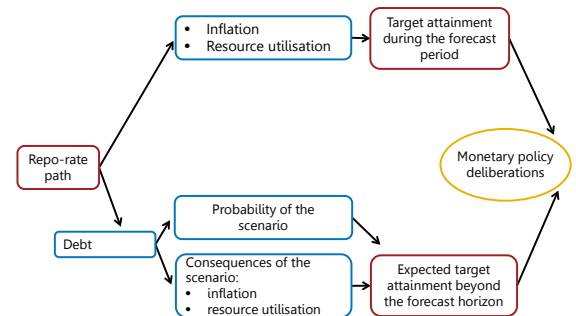 • Inflation
• Resource utilisation
Target attainment
during the forecast
period
Repo-rate
path
Monetary policy
deliberations
Probability of the
scenario
Debt
Consequences of the
scenario:
• inflation
• resource utilisation
Expected target
attainment beyond
the forecast horizon